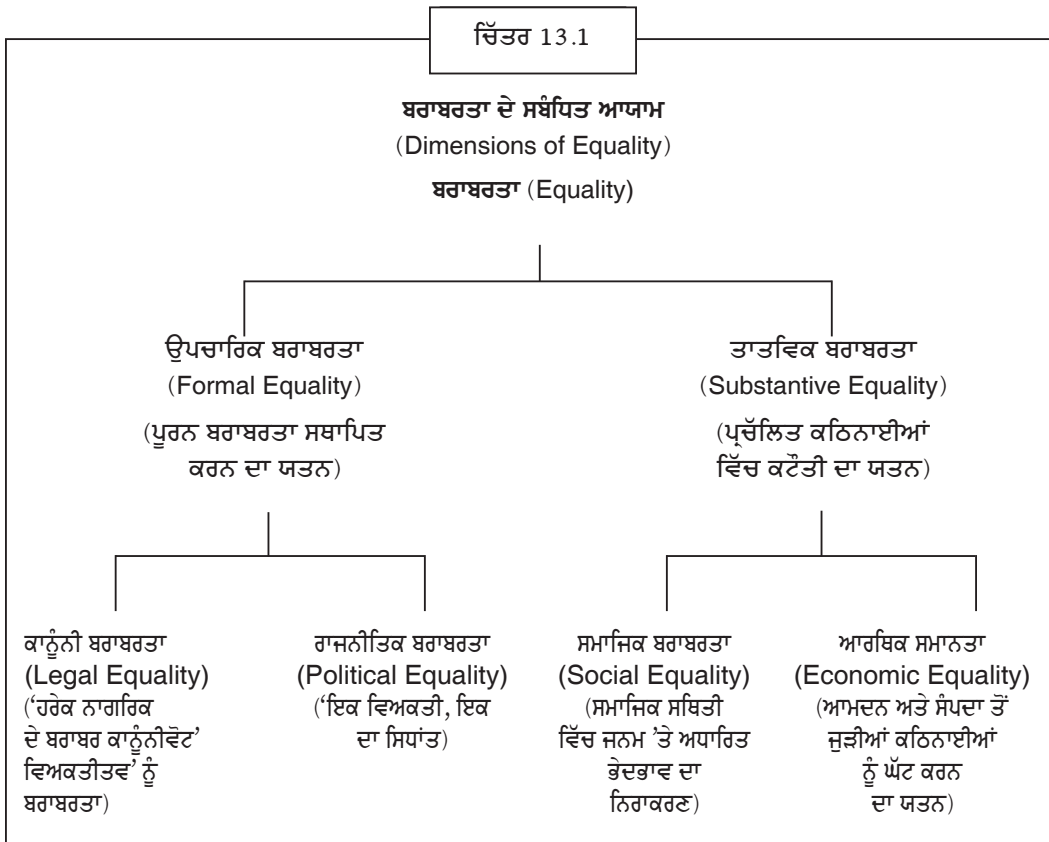 ਚਿੱਤਰ 13.1
ਬਰਾਬਰਤਾ ਦੇ ਸਬੰਧਿਤ ਆਯਾਮ
(Dimensions of Equality)
ਬਰਾਬਰਤਾ (Equality)
ਉਪਚਾਰਿਕ ਬਰਾਬਰਤਾ
(Formal Equality)
(ਪੂਰਨ ਬਰਾਬਰਤਾ ਸਥਾਪਿਤ
ਕਰਨ ਦਾ ਯਤਨ)
ਤਾਤਵਿਕ ਬਰਾਬਰਤਾ
(Substantive Equality)
(ਪ੍ਰਚੱਲਿਤ ਕਠਿਨਾਈਆਂ
ਵਿੱਚ ਕਟੌਤੀ ਦਾ ਯਤਨ)
ਕਾਨੂੰਨੀ ਬਰਾਬਰਤਾ
(Legal Equality)
(‘ਹਰੇਕ ਨਾਗਰਿਕ
ਦੇ ਬਰਾਬਰ ਕਾਨੂੰਨੀਵੋਟ’
ਵਿਅਕਤੀਤਵ’ ਨੂੰ
ਬਰਾਬਰਤਾ)
ਰਾਜਨੀਤਿਕ ਬਰਾਬਰਤਾ
(Political Equality)
(‘ਇਕ ਵਿਅਕਤੀ, ਇਕ
ਦਾ ਸਿਧਾਂਤ)
ਸਮਾਜਿਕ ਬਰਾਬਰਤਾ
(Social Equality)
(ਸਮਾਜਿਕ ਸਥਿਤੀ
ਵਿੱਚ ਜਨਮ ’ਤੇ ਅਧਾਰਿਤ
ਭੇਦਭਾਵ ਦਾ
ਨਿਰਾਕਰਣ)
ਆਰਥਿਕ ਸਮਾਨਤਾ
(Economic Equality)
(ਆਮਦਨ ਅਤੇ ਸੰਪਦਾ ਤੋਂ
ਜੁੜੀਆਂ ਕਠਿਨਾਈਆਂ
ਨੂੰ ਘੱਟ ਕਰਨ
ਦਾ ਯਤਨ)